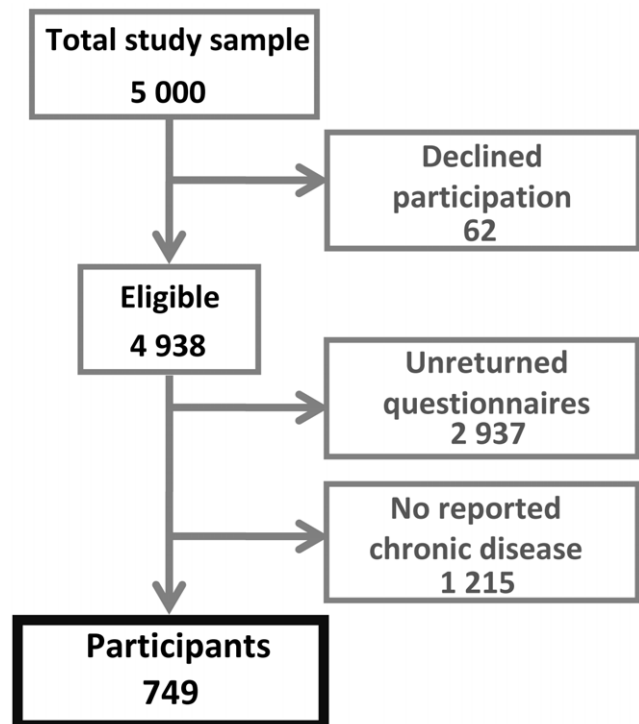 Total study sample
5 000
Declined
participation
62
Eligible
4 938
Unreturned
questionnaires
2 937
No reported
chronic disease
1 215
Participants
749